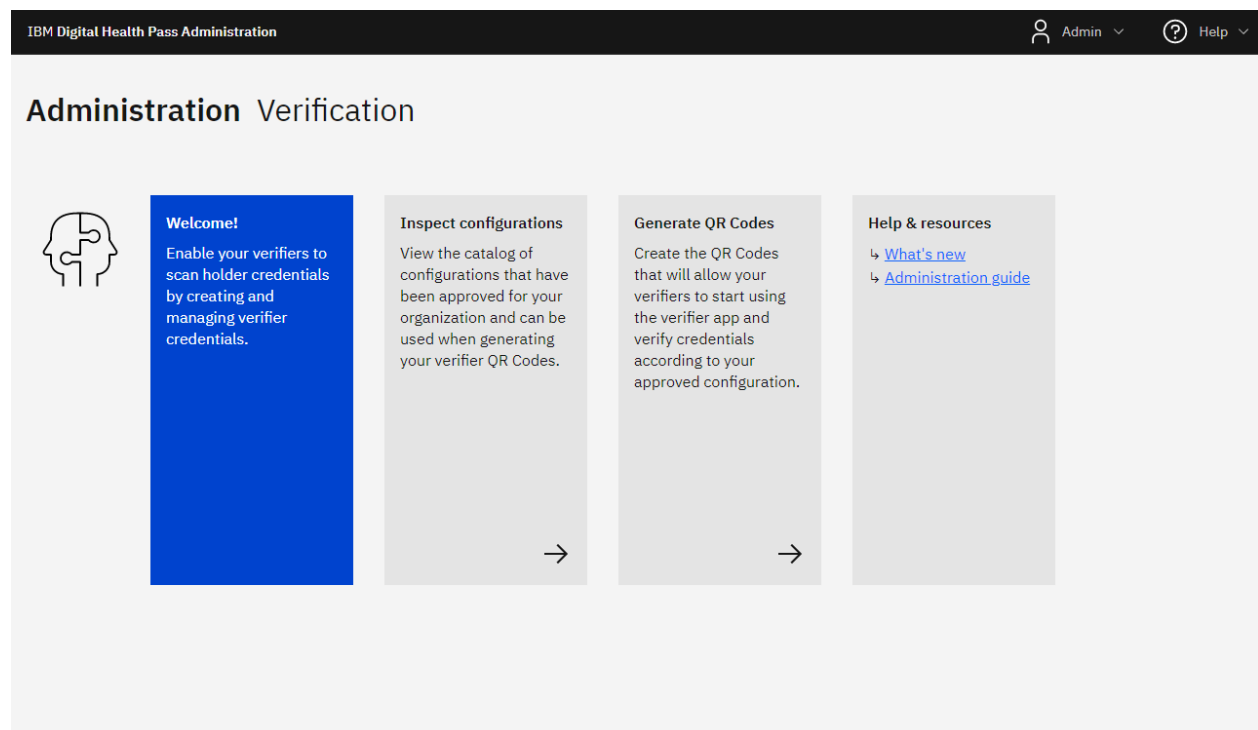 IBM Digital Health Pass Administration
Admin
Help
Administration Verification
Welcome!
Enable your verifiers to
scan holder credentials
by creating and
managing verifier
credentials.
Inspect configurations
View the catalog of
configurations that have
been approved for your
organization and can be
used when generating
your verifier QR Codes.
Generate QR Codes
Create the QR Codes
that will allow your
verifiers to start using
the verifier app and
verify credentials
according to your
approved configuration.
Help & resources
↳ What's new
↳ Administration guide